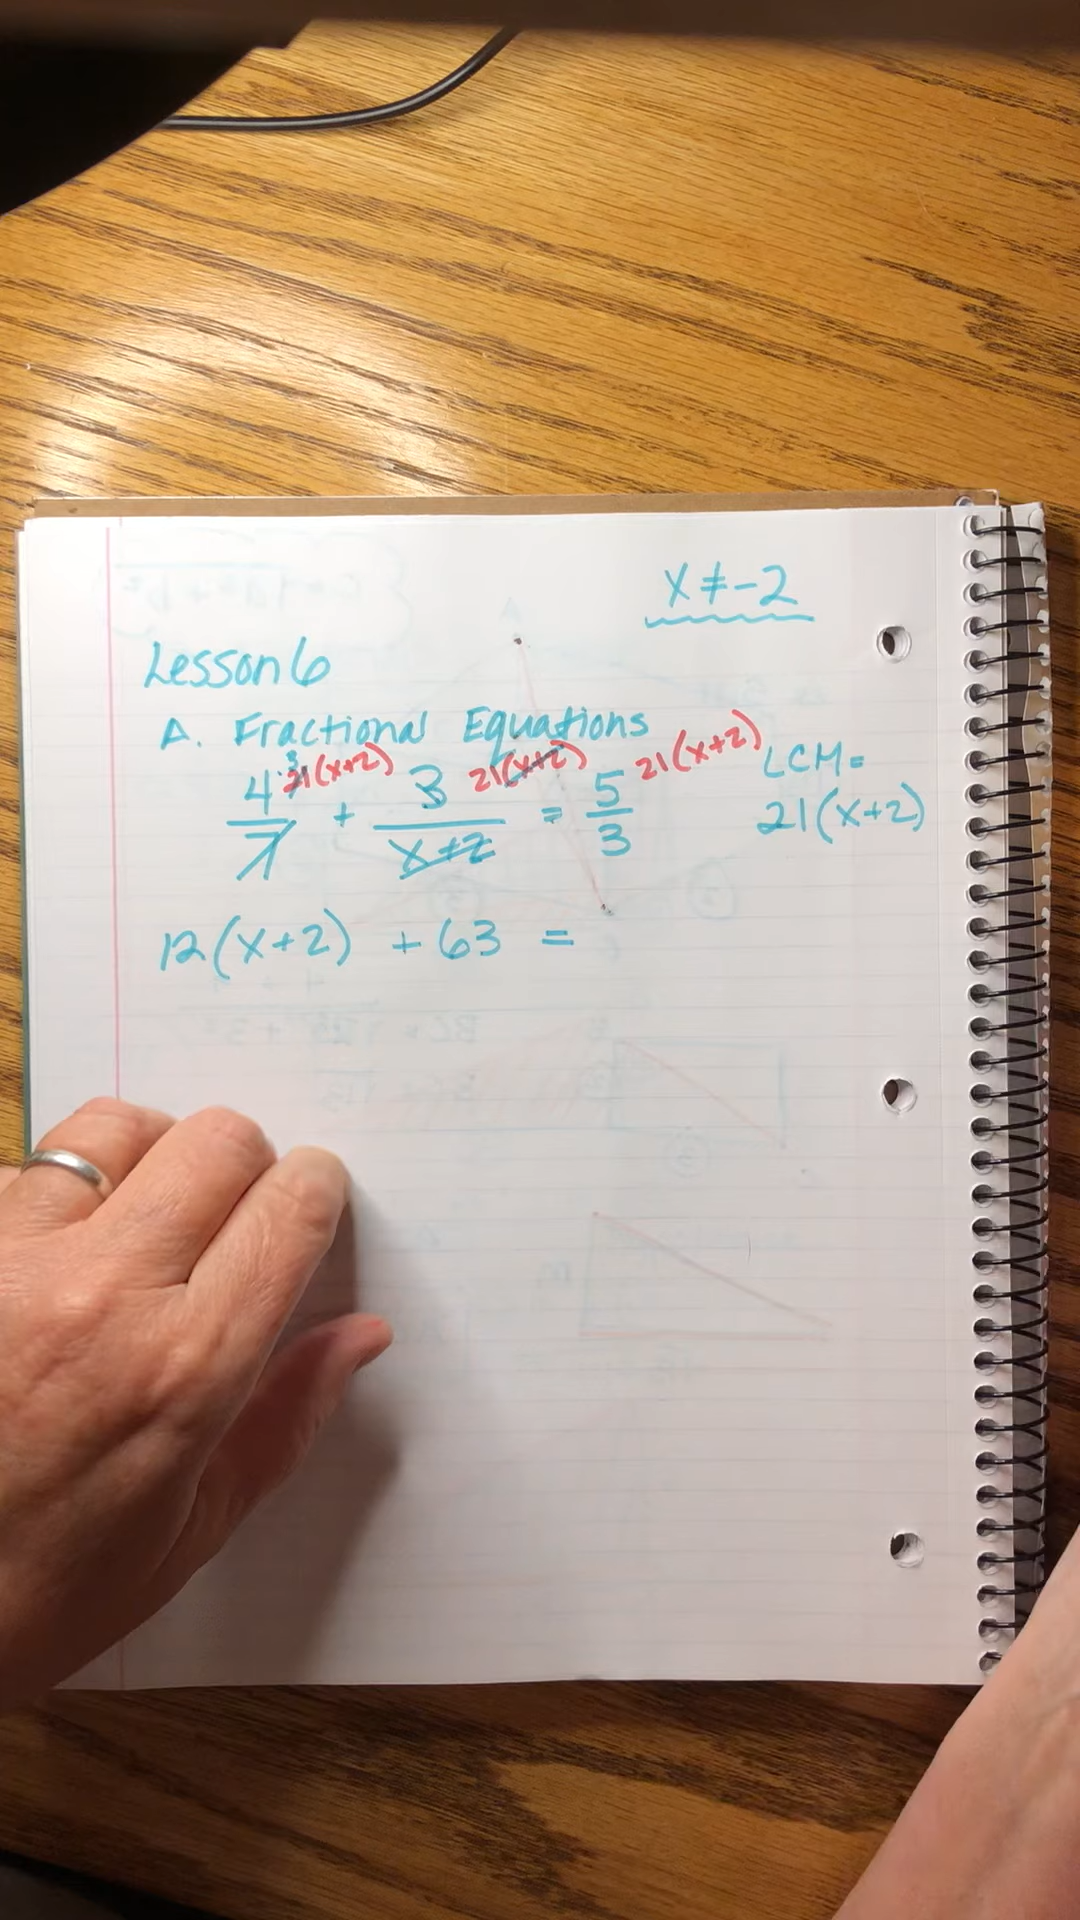 x ≠ -2
Lesson 6
A. Fractional Equations
4/7 · 21(x+2) 3 + 3/(x+2) 21(x+2) = 5/3 21(x+2)
LCM =
21(x+2)
12(x+2) + 63 =